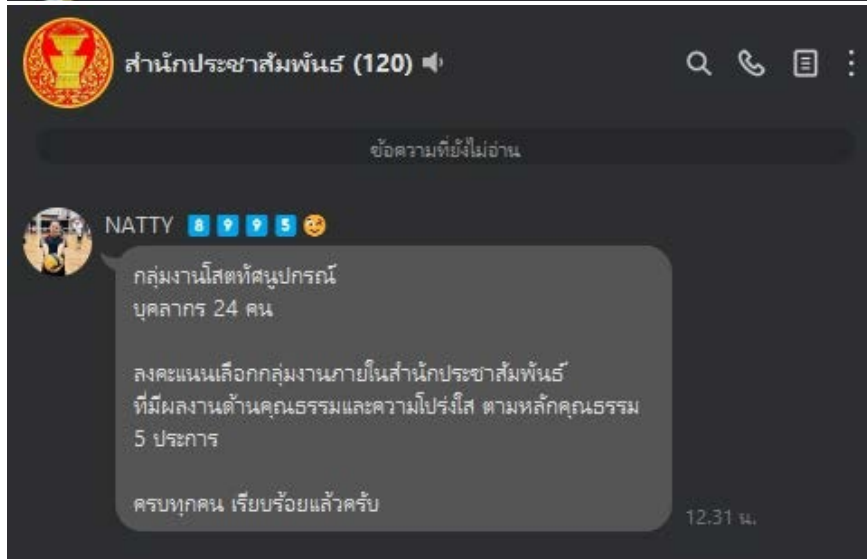 สำนักประชาสัมพันธ์ (120)
ข้อความที่ยังไม่อ่าน
NATTY 8 9 9 5
กลุ่มงานโสตทัศนูปกรณ์
บุคลากร 24 คน
ลงคะแนนเลือกกลุ่มงานภายในสำนักประชาสัมพันธ์
ที่มีผลงานด้านคุณธรรมและความโปร่งใส ตามหลักคุณธรรม
5 ประการ
ครบทุกคน เรียบร้อยแล้วครับ
12.31 น.